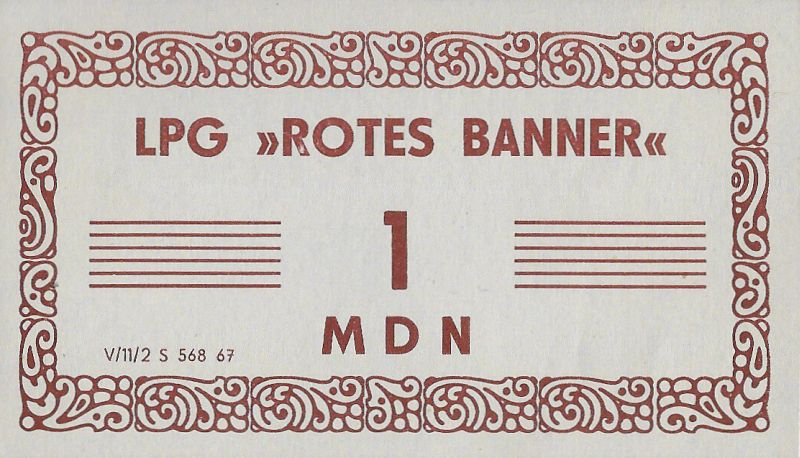 LPG »ROTES BANNER«
1
MDN
V/11/2 S 568 67